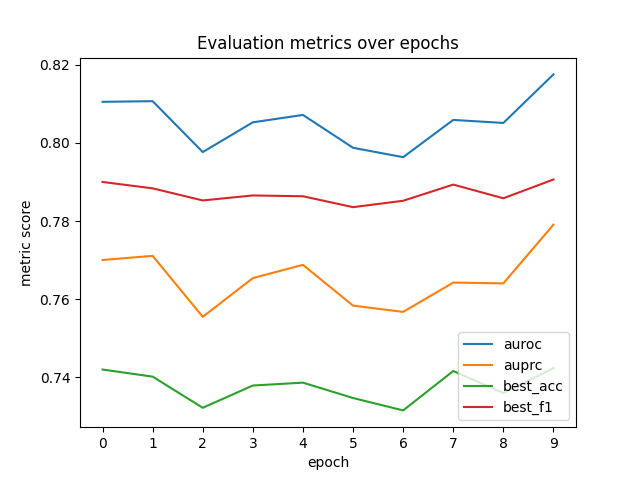 Evaluation metrics over epochs
0.82
0.80
0.78
0.76
0.74
metric score
auroc
auprc
best_acc
best_f1
0 1 2 3 4 5 6 7 8 9
epoch